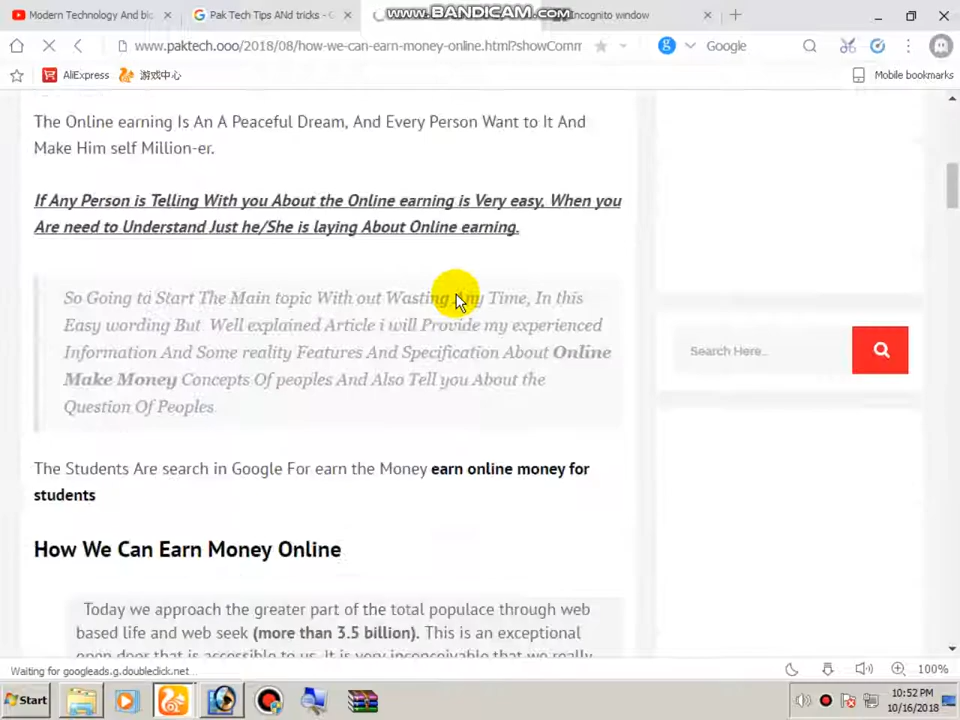 Modern Technology And bl
Pak Tech Tips ANd tricks -
www.BANDICAM.com
Incognito window
www.paktech.ooo/2018/08/how-we-can-earn-money-online.html?showComm
Google
AliExpress
游戏中心
Mobile bookmarks
The Online earning Is An A Peaceful Dream, And Every Person Want to It And
Make Him self Million-er.
If Any Person is Telling With you About the Online earning is Very easy, When you
Are need to Understand Just he/She is laying About Online earning.
So Going to Start The Main topic With out Wasting Any Time, In this
Easy wording But Well explained Article i will Provide my experienced
Information And Some reality Features And Specification About Online
Make Money Concepts Of peoples And Also Tell you About the
Question Of Peoples
Search Here..
The Students Are search in Google For earn the Money earn online money for
students
How We Can Earn Money Online
Today we approach the greater part of the total populace through web
based life and web seek (more than 3.5 billion). This is an exceptional
open door that is accessible to us. It is very inconceivable that we really
Waiting for googleads.g.doubleclick.net...
100%
Start
10:52 PM
10/16/2018